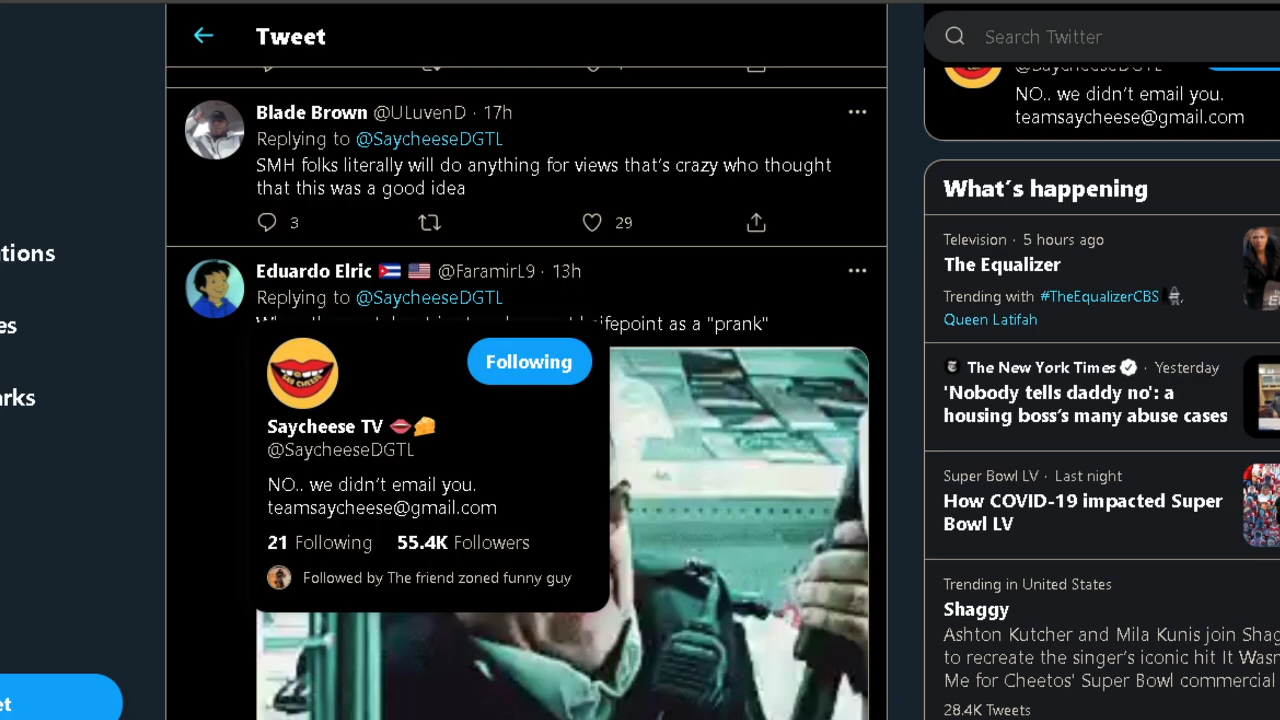 Tweet
Blade Brown @ULuvenD · 17h
Replying to @SaycheeseDGTL
SMH folks literally will do anything for views that's crazy who thought
that this was a good idea
3
29
Eduardo Elric @FaramirL9 · 13h
Replying to @SaycheeseDGTL
as a "prank"
SAY CHEESE
Following
Saycheese TV
@SaycheeseDGTL
NO.. we didn't email you.
teamsaycheese@gmail.com
21 Following 55.4K Followers
Followed by The friend zoned funny guy
tions
es
arks
et
Search Twitter
@SaycheeseDGTL
NO.. we didn't email you.
teamsaycheese@gmail.com
What's happening
Television · 5 hours ago
The Equalizer
Trending with #TheEqualizerCBS ,
Queen Latifah
The New York Times · Yesterday
'Nobody tells daddy no': a
housing boss's many abuse cases
Super Bowl LV · Last night
How COVID-19 impacted Super
Bowl LV
Trending in United States
Shaggy
Ashton Kutcher and Mila Kunis join Shag
to recreate the singer's iconic hit It Wasn
Me for Cheetos' Super Bowl commercial
28.4K Tweets